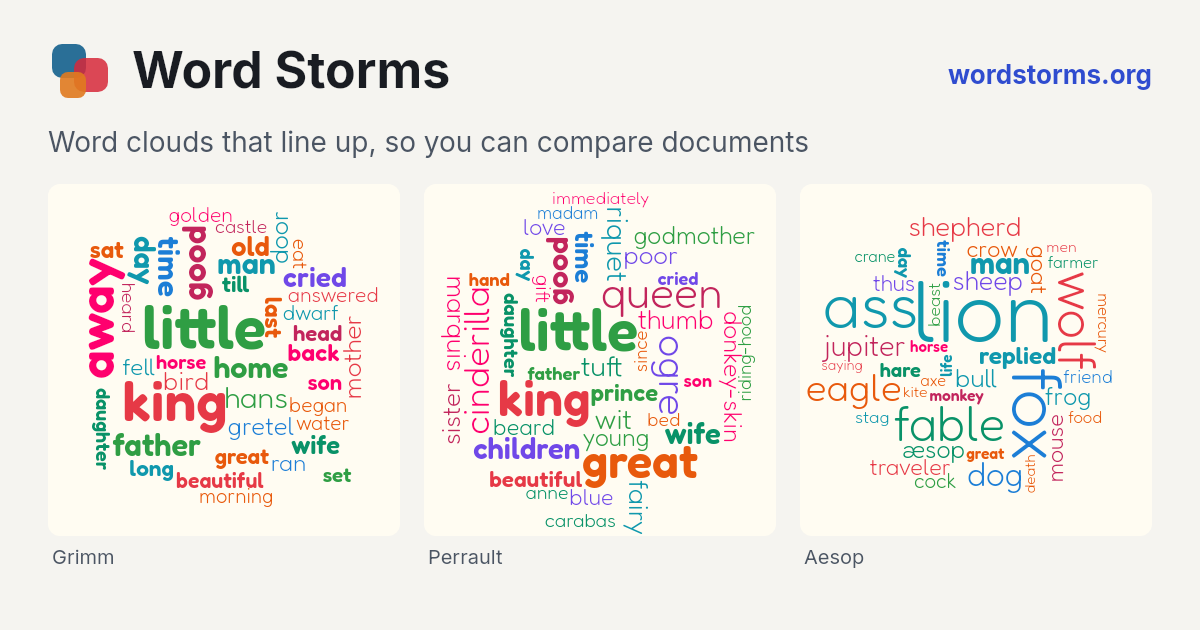 Word Storms
wordstorms.org
Word clouds that line up, so you can compare documents
golden
castle
door
sat
day
time
good
old
eat
man
away
till
cried
heard
answered
little
last
dwarf
head
mother
fell
horse
home
back
bird
son
king
hans
began
daughter
gretel
water
father
wife
long
great
ran
beautiful
set
morning
Grimm
immediately
madam
love
riquet
godmother
day
good
time
poor
marquis
hand
gift
cried
cinderilla
daughter
queen
little
thumb
donkey-skin
riding-hood
since
ogre
father
tuft
son
sister
king
prince
beard
wit
bed
young
wife
children
great
beautiful
anne
blue
fairy
carabas
Perrault
shepherd
crane
day
time
crow
goat
men
man
farmer
thus
beast
sheep
wolf
ass
lion
mercury
jupiter
horse
saying
life
replied
hare
eagle
kite
axe
bull
fox
friend
monkey
frog
stag
fable
mouse
food
æsop
great
traveler
cock
dog
death
Aesop